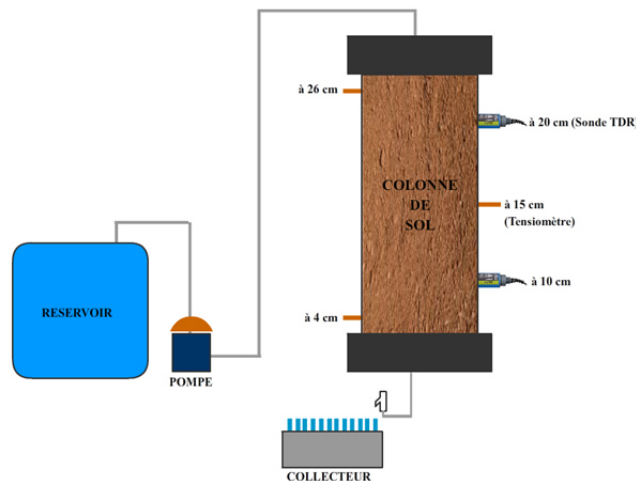 à 26 cm
à 20 cm (Sonde TDR)
COLONNE
DE
SOL
à 15 cm
(Tensiomètre)
à 10 cm
RESERVOIR
à 4 cm
POMPE
COLLECTEUR